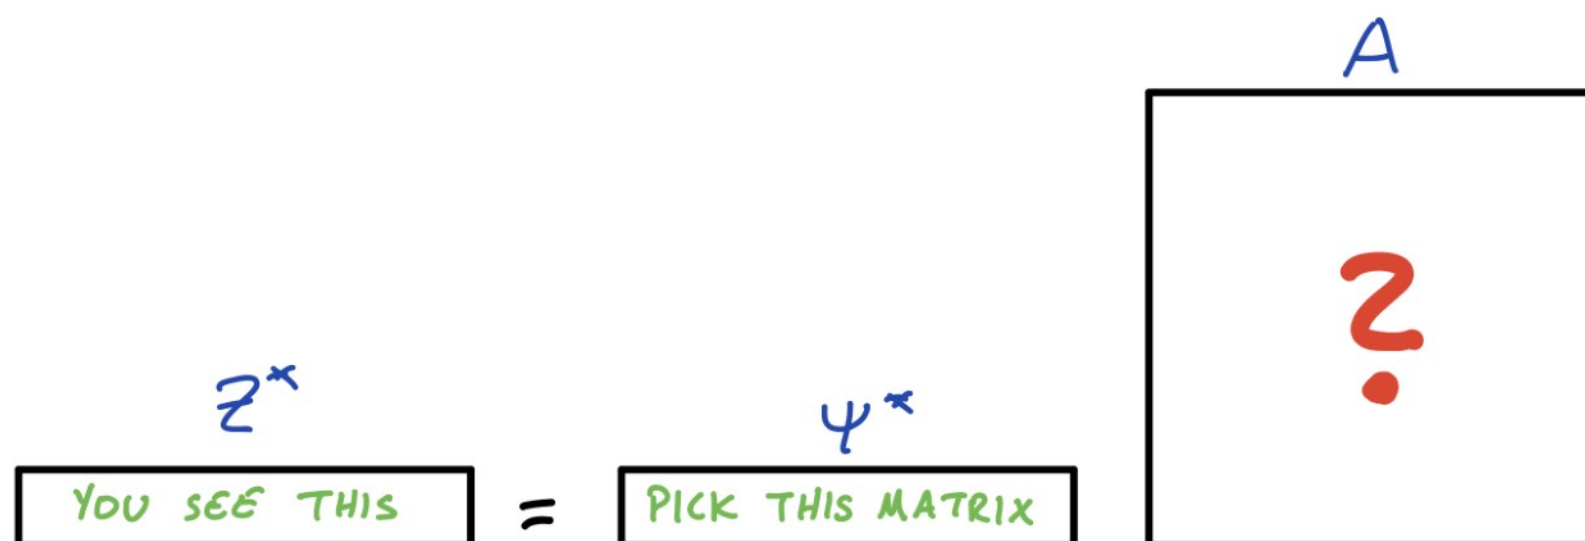 A
?
Z* ψ*
YOU SEE THIS = PICK THIS MATRIX